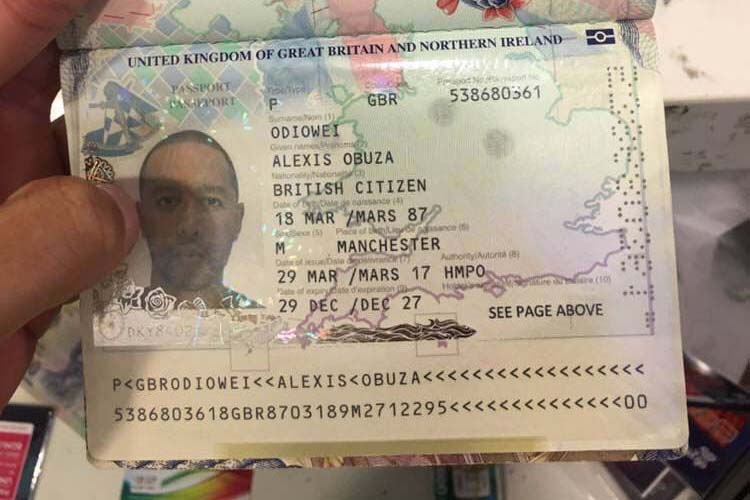 UNITED KINGDOM OF GREAT BRITAIN AND NORTHERN IRELAND
PASSPORT
PASSEPORT
Type/Type
Passport No./Passeport No.
P GBR 538680361
Surname/Nom (1)
ODIOWEI
Given names/Prénoms (2)
ALEXIS OBUZA
Nationality/Nationalité (3)
BRITISH CITIZEN
Date of birth/Date de naissance (4)
18 MAR /MARS 87
Sex/Sexe (5) Place of birth/Lieu de naissance (6)
M MANCHESTER
Date of issue/Date de délivrance (7) Authority/Autorité (8)
29 MAR /MARS 17 HMPO
Date of expiry/Date d'expiration (9) signature du titulaire (10)
29 DEC /DEC 27
SEE PAGE ABOVE
P<GBRODIOWEI<<ALEXIS<OBUZA<<<<<<<<<<<<<<<<<<
5386803618GBR8703189M2712295<<<<<<<<<<<<<<00